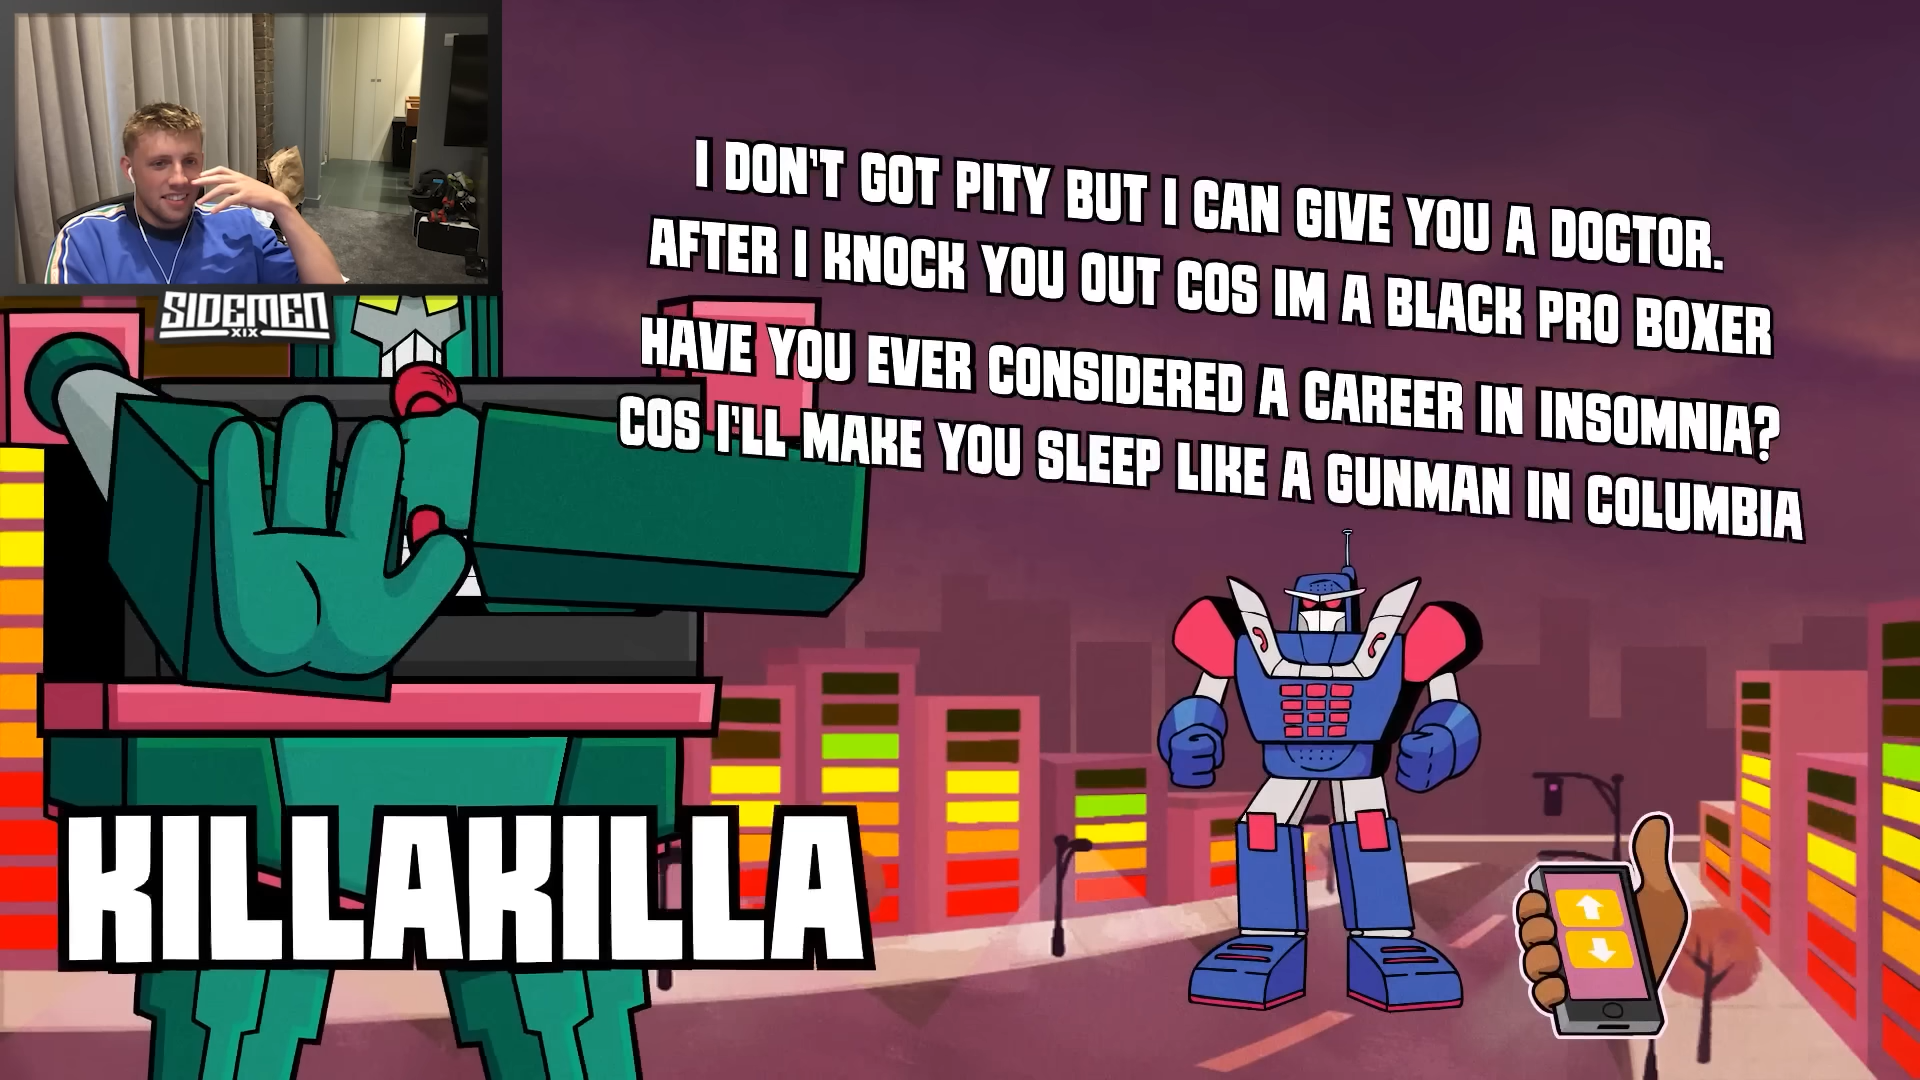 I DON'T GOT PITY BUT I CAN GIVE YOU A DOCTOR.
AFTER I KNOCK YOU OUT COS IM A BLACK PRO BOXER
HAVE YOU EVER CONSIDERED A CAREER IN INSOMNIA?
COS I'LL MAKE YOU SLEEP LIKE A GUNMAN IN COLUMBIA
SIDEMEN
XIX
KILLAKILLA